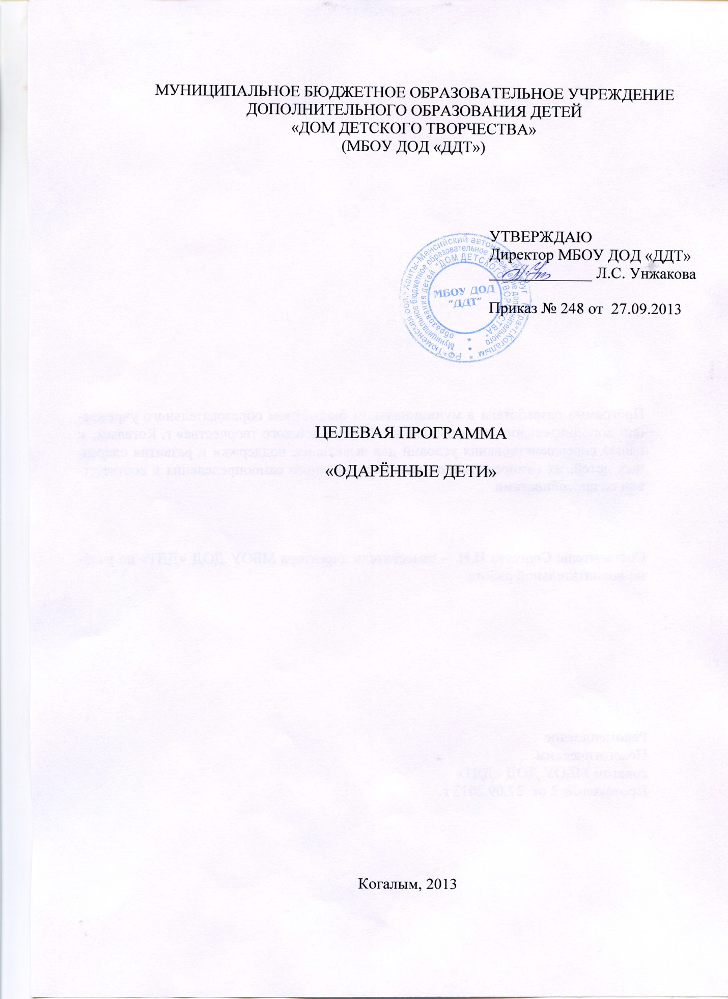 МУНИЦИПАЛЬНОЕ БЮДЖЕТНОЕ ОБРАЗОВАТЕЛЬНОЕ УЧРЕЖДЕНИЕ
ДОПОЛНИТЕЛЬНОГО ОБРАЗОВАНИЯ ДЕТЕЙ
«ДОМ ДЕТСКОГО ТВОРЧЕСТВА»
(МБОУ ДОД «ДДТ»)
УТВЕРЖДАЮ
Директор МБОУ ДОД «ДДТ»
_____________ Л.С. Унжакова
Приказ № 248 от 27.09.2013
РФ*Тюменская обл.*Ханты-Мансийский автономный округ Югра*г.Когалым *
Муниципальное бюджетное образовательное учреждение дополнительного
образования детей "ДОМ ДЕТСКОГО ТВОРЧЕСТВА"
МБОУ ДОД
"ДДТ"
ЦЕЛЕВАЯ ПРОГРАММА
«ОДАРЁННЫЕ ДЕТИ»
Когалым, 2013